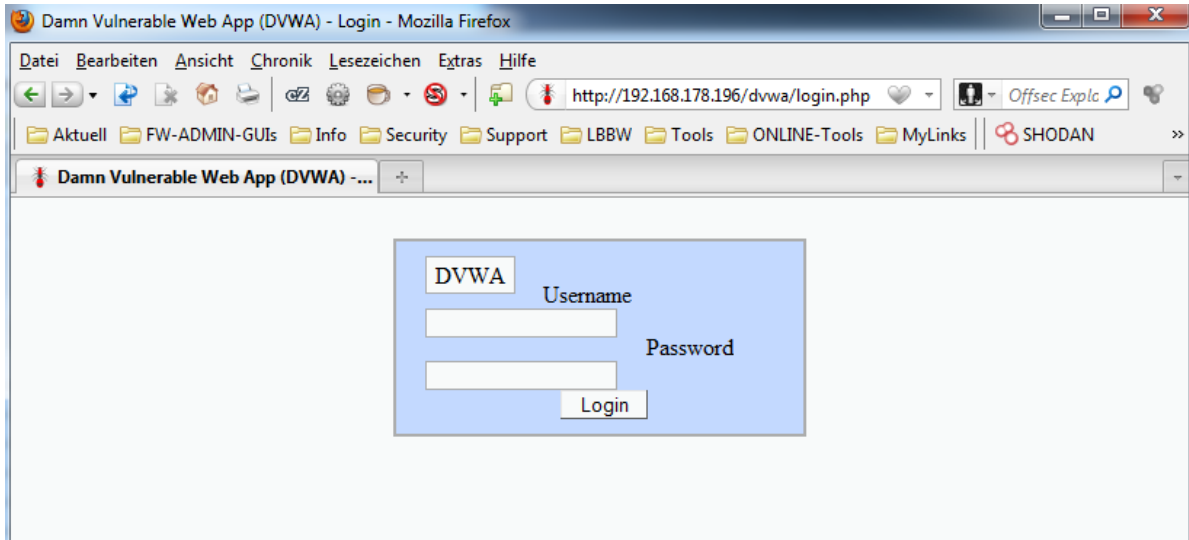 Damn Vulnerable Web App (DVWA) - Login - Mozilla Firefox
Datei Bearbeiten Ansicht Chronik Lesezeichen Extras Hilfe
http://192.168.178.196/dvwa/login.php Offsec Explc
Aktuell FW-ADMIN-GUIs Info Security Support LBBW Tools ONLINE-Tools MyLinks SHODAN »
Damn Vulnerable Web App (DVWA) -...
DVWA
Username
Password
Login